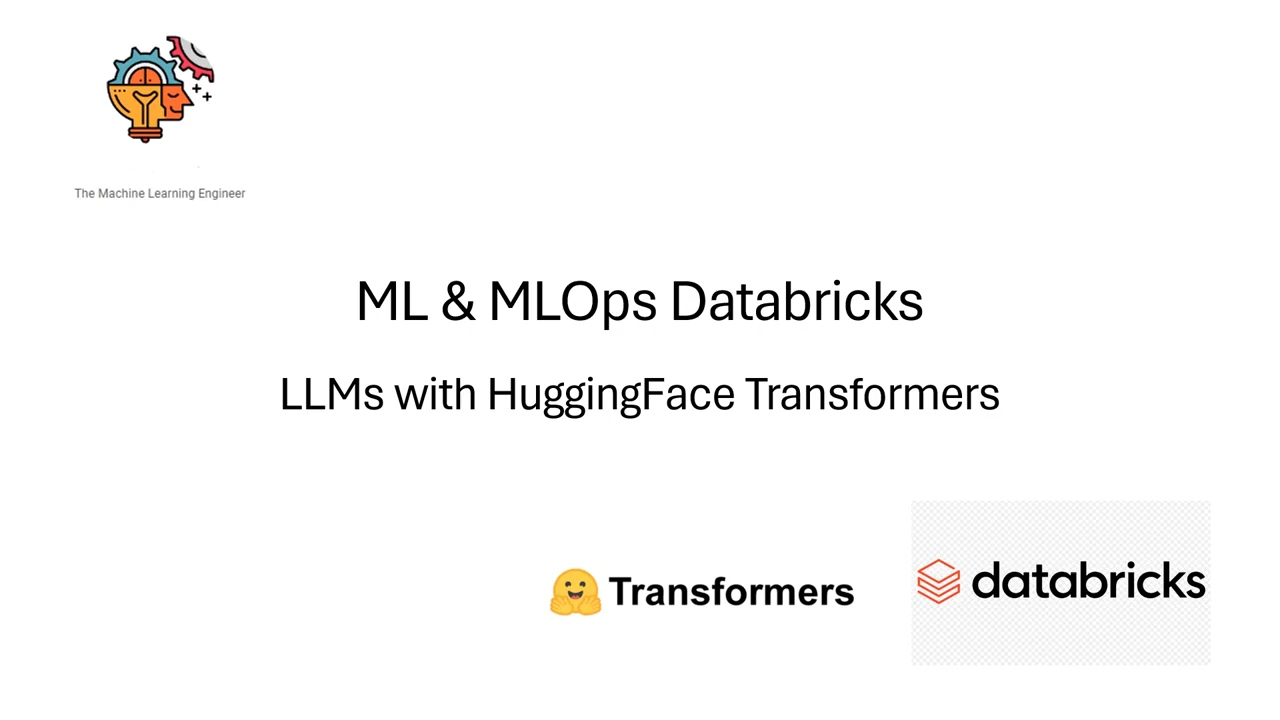 The Machine Learning Engineer
ML & MLOps Databricks
LLMs with HuggingFace Transformers
Transformers
databricks